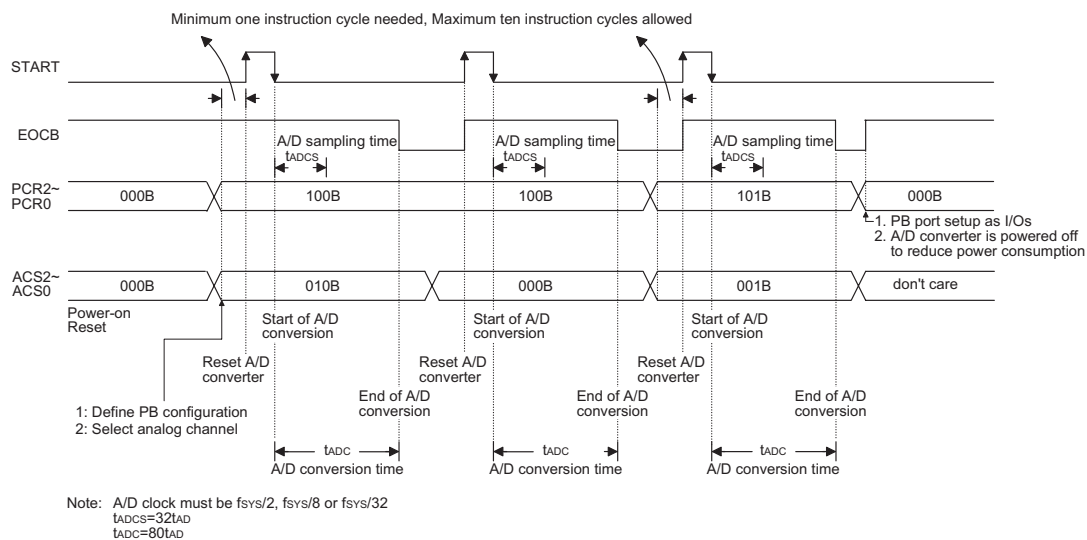 Minimum one instruction cycle needed, Maximum ten instruction cycles allowed
START
EOCB
A/D sampling time
tADCS
A/D sampling time
tADCS
A/D sampling time
tADCS
PCR2~
PCR0
000B
100B
100B
101B
000B
1. PB port setup as I/Os
2. A/D converter is powered off
to reduce power consumption
ACS2~
ACS0
000B
010B
000B
001B
don't care
Power-on
Reset
Start of A/D
conversion
Start of A/D
conversion
Start of A/D
conversion
Reset A/D
converter
Reset A/D
converter
Reset A/D
converter
1: Define PB configuration
2: Select analog channel
End of A/D
conversion
End of A/D
conversion
End of A/D
conversion
tADC
A/D conversion time
tADC
A/D conversion time
tADC
A/D conversion time
Note: A/D clock must be fSYS/2, fSYS/8 or fSYS/32
tADCS=32tAD
tADC=80tAD